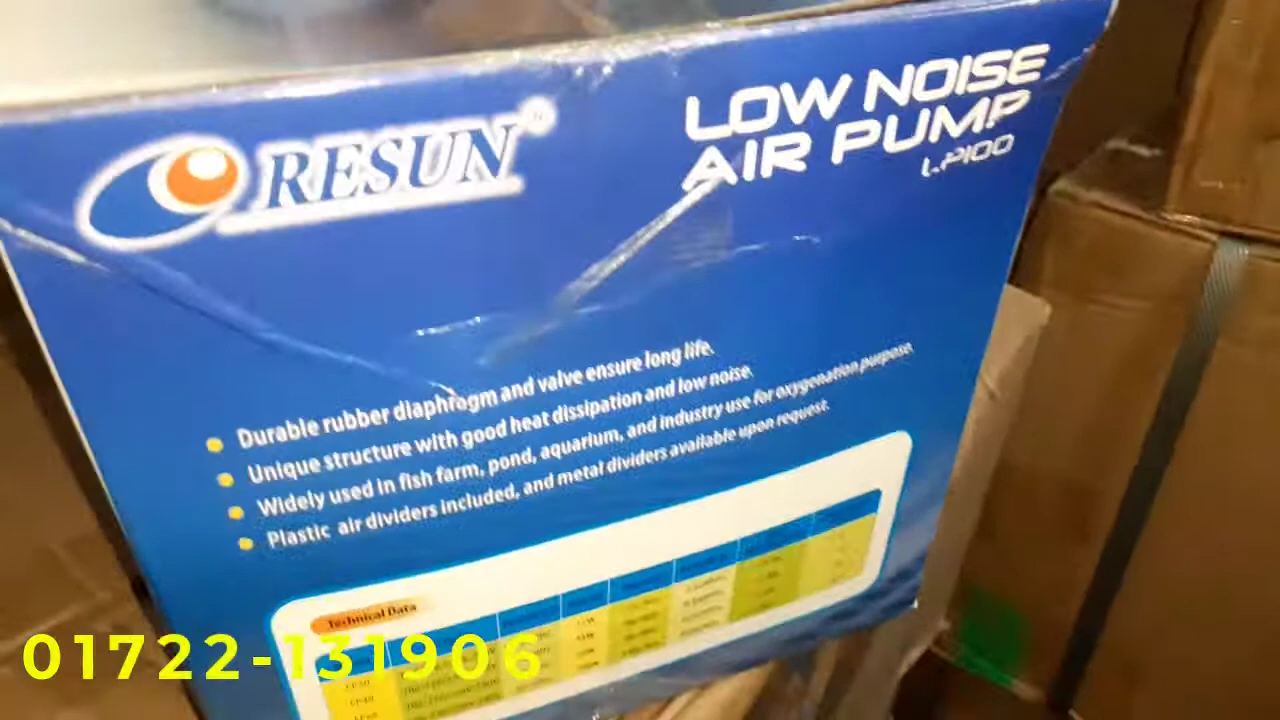 RESUN®
LOW NOISE
AIR PUMP
LP100
Durable rubber diaphragm and valve ensure long life.
Unique structure with good heat dissipation and low noise.
Widely used in fish farm, pond, aquarium, and industry use for oxygenation purpose.
Plastic air dividers included, and metal dividers available upon request.
Technical Data
01722-131906